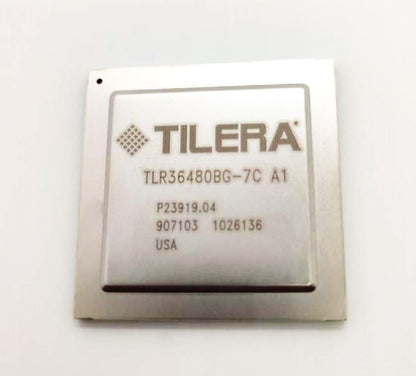 TILERA
TLR36480BG-7C A1
P23919.04
907103 1026136
USA